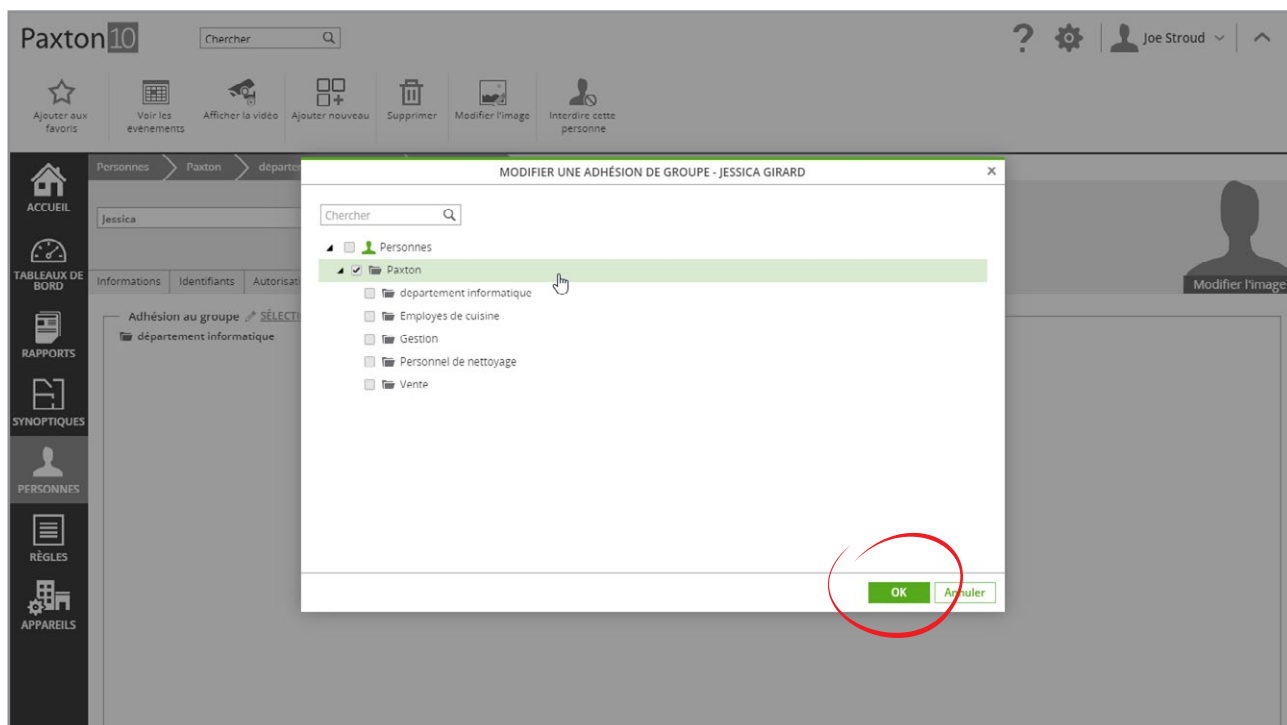 Paxton10
Chercher
Joe Stroud
Ajouter aux
favoris
Voir les
évènements
Afficher la vidéo
Ajouter nouveau
Supprimer
Modifier l'image
Interdire cette
personne
ACCUEIL
TABLEAUX DE
BORD
RAPPORTS
SYNOPTIQUES
PERSONNES
RÈGLES
APPAREILS
Personnes
Paxton
Jessica
Informations
Identifiants
Adhésion au groupe
département informatique
Modifier l'image
MODIFIER UNE ADHÉSION DE GROUPE - JESSICA GIRARD
Chercher
Personnes
Paxton
département informatique
Employes de cuisine
Gestion
Personnel de nettoyage
Vente
OK
Annuler